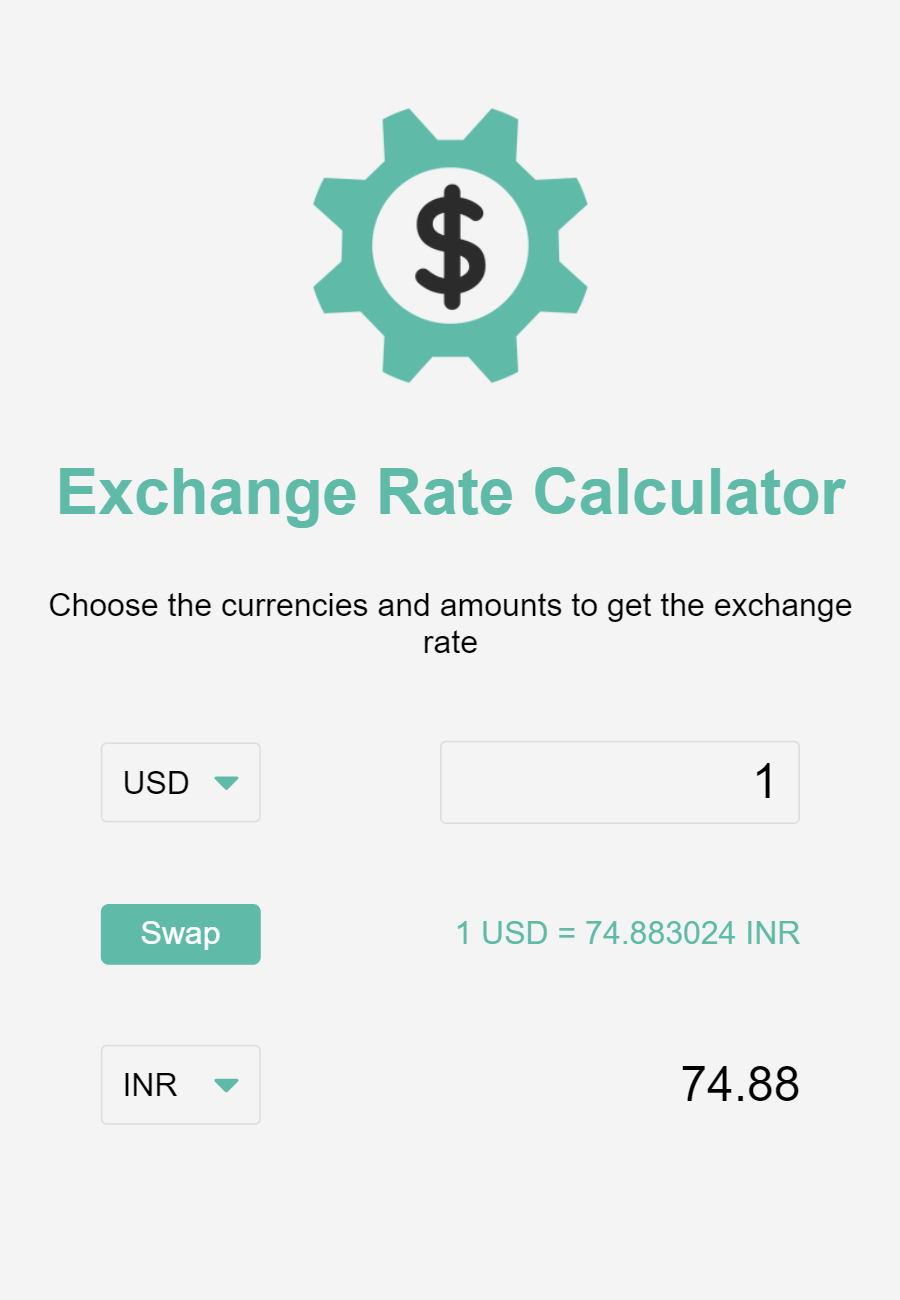 $
Exchange Rate Calculator
Choose the currencies and amounts to get the exchange
rate
USD
1
Swap
1 USD = 74.883024 INR
INR
74.88